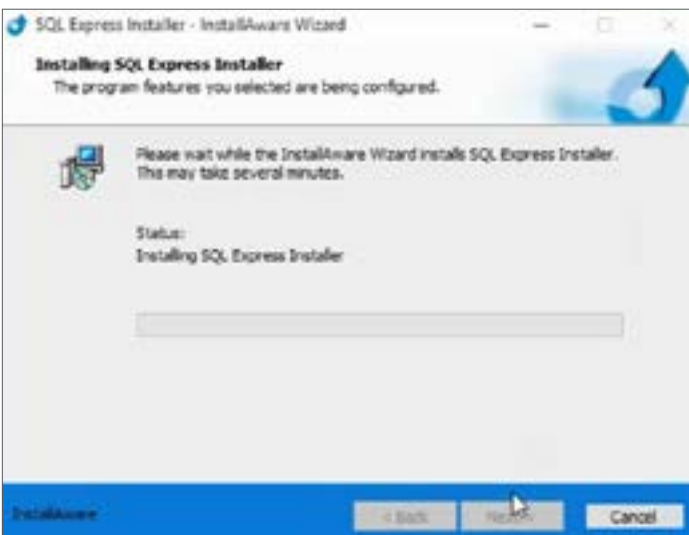 SQL Express Installer - InstallAware Wizard
Installing SQL Express Installer
The program features you selected are being configured.
Please wait while the InstallAware Wizard installs SQL Express Installer.
This may take several minutes.
Status:
Installing SQL Express Installer
InstallAware
< Back
Next >
Cancel